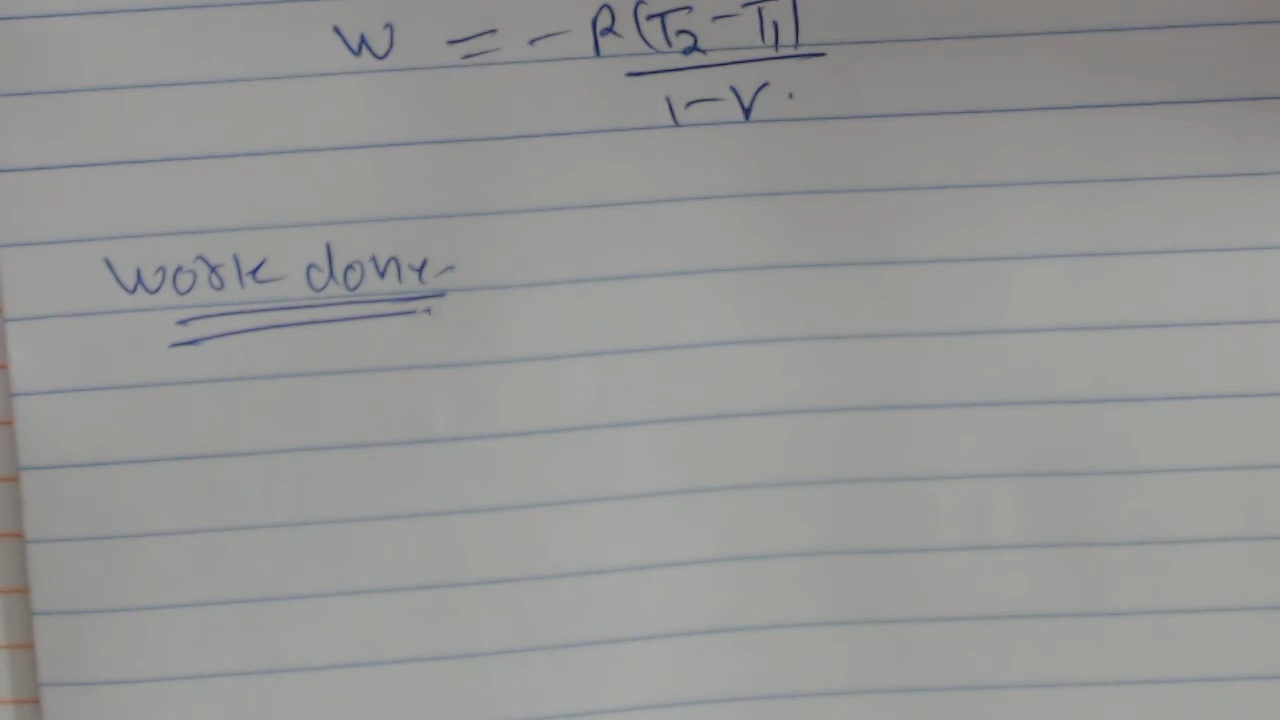 W = - R(T₂ - T₁)
1 - γ.
Work done